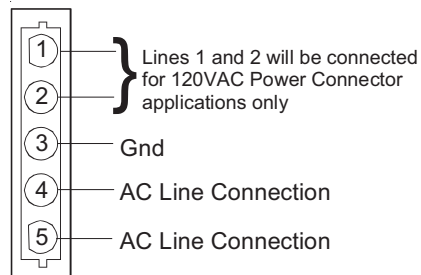 1
Lines 1 and 2 will be connected
for 120VAC Power Connector
applications only
2
3 Gnd
4 AC Line Connection
5 AC Line Connection